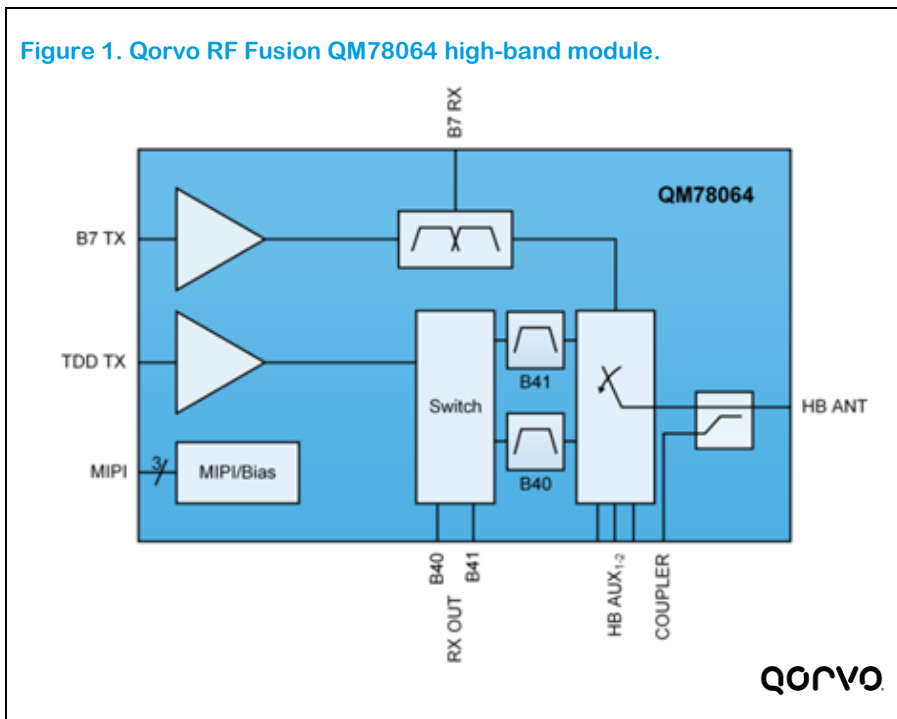 Figure 1. Qorvo RF Fusion QM78064 high-band module.
B7 RX
QM78064
B7 TX
TDD TX
Switch
B41
HB ANT
MIPI
3
MIPI/Bias
B40
B40
B41
RX OUT
HB AUX1-2
COUPLER
QORVO